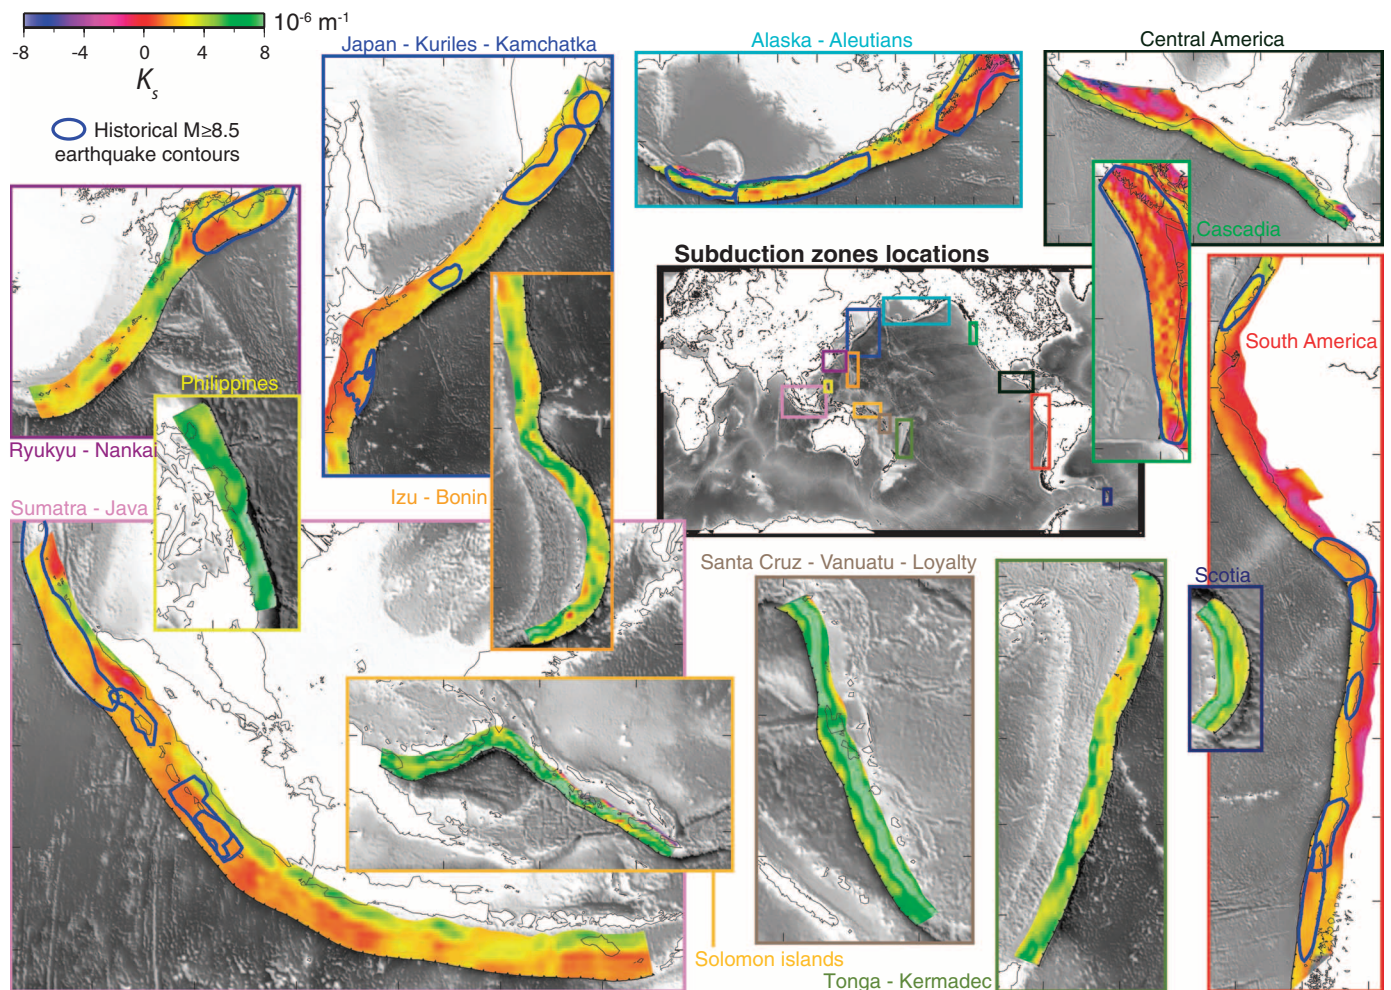 10⁻⁶ m⁻¹
-8 -4 0 4 8
Kₛ
Historical M≥8.5
earthquake contours
Japan - Kuriles - Kamchatka
Alaska - Aleutians
Central America
Cascadia
Subduction zones locations
South America
Philippines
Ryukyu - Nankai
Izu - Bonin
Sumatra - Java
Santa Cruz - Vanuatu - Loyalty
Scotia
Solomon islands
Tonga - Kermadec